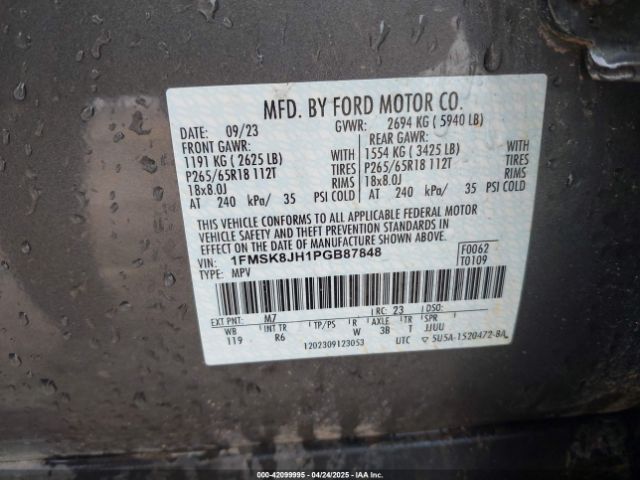 MFD. BY FORD MOTOR CO.
DATE: 09/23 GVWR: 2694 KG ( 5940 LB)
FRONT GAWR: REAR GAWR:
1191 KG ( 2625 LB) WITH 1554 KG ( 3425 LB) WITH
P265/65R18 112T TIRES P265/65R18 112T TIRES
18x8.0J RIMS 18x8.0J RIMS
AT 240 kPa/ 35 PSI COLD AT 240 kPa/ 35 PSI COLD
THIS VEHICLE CONFORMS TO ALL APPLICABLE FEDERAL MOTOR
VEHICLE SAFETY AND THEFT PREVENTION STANDARDS IN
EFFECT ON THE DATE OF MANUFACTURE SHOWN ABOVE.
VIN: 1FMSK8JH1PGB87848 F0062
TYPE: MPV T0109
EXT PNT: M7 RC: 23 DSO:
WB INT TR TP/PS R AXLE TR SPR
119 R6 W 3B T JJUU
1202309123053 UTC ▽ 5U5A-1520472-BA
000-42099995 - 04/24/2025 - IAA Inc.